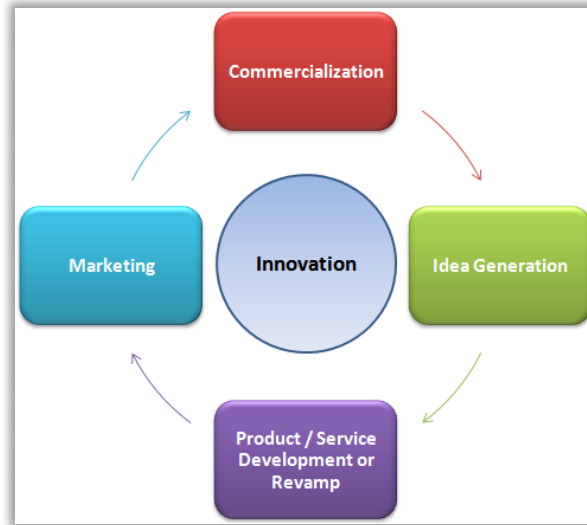 Commercialization
Marketing
Innovation
Idea Generation
Product / Service
Development or
Revamp